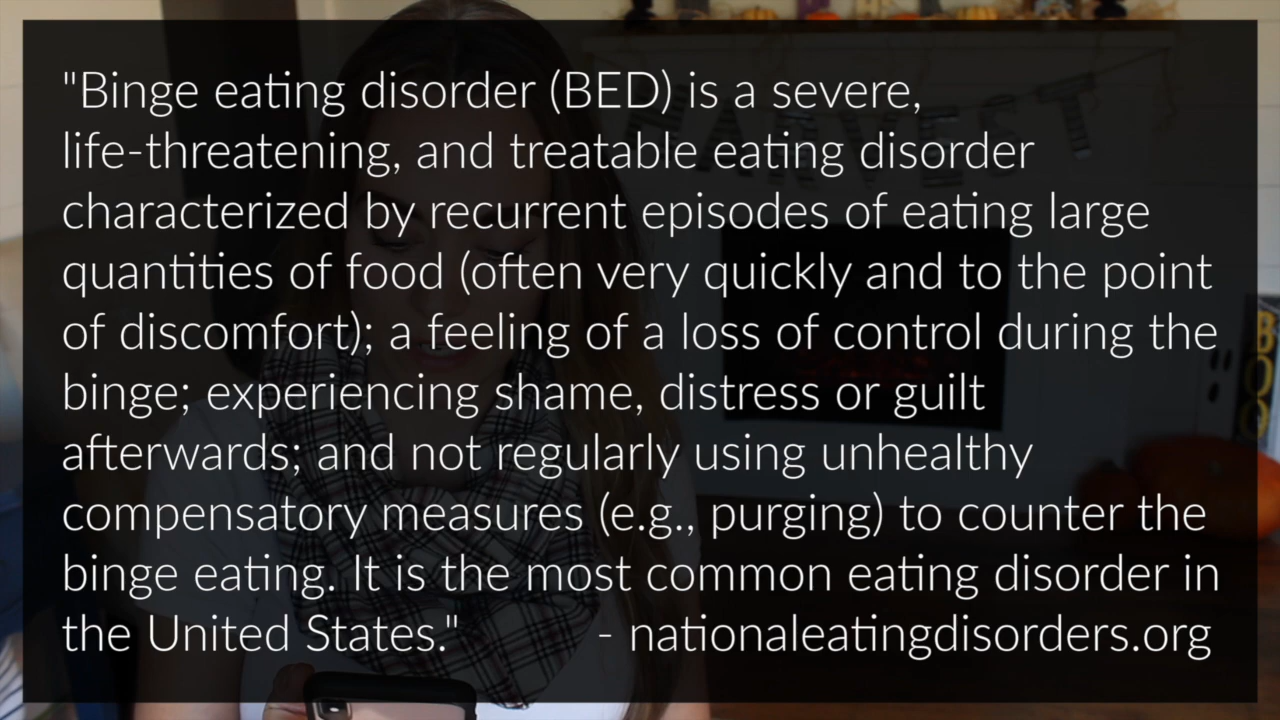 "Binge eating disorder (BED) is a severe,
life-threatening, and treatable eating disorder
characterized by recurrent episodes of eating large
quantities of food (often very quickly and to the point
of discomfort); a feeling of a loss of control during the
binge; experiencing shame, distress or guilt
afterwards; and not regularly using unhealthy
compensatory measures (e.g., purging) to counter the
binge eating. It is the most common eating disorder in
the United States." - nationaleatingdisorders.org
HARVEST
BOO